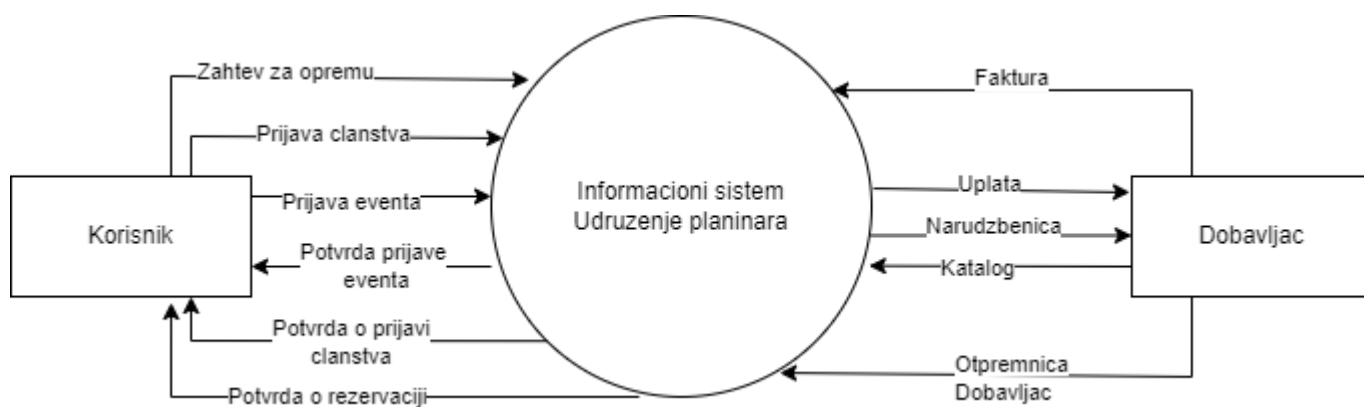 Zahtev za opremu
Prijava clanstva
Prijava eventa
Korisnik
Potvrda prijave
eventa
Potvrda o prijavi
clanstva
Potvrda o rezervaciji
Informacioni sistem
Udruzenje planinara
Faktura
Uplata
Narudzbenica
Katalog
Dobavljac
Otpremnica
Dobavljac